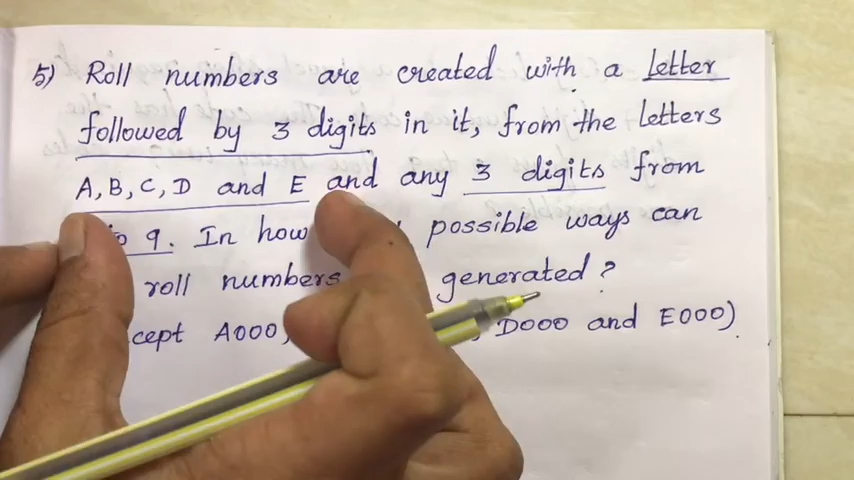 5) Roll numbers are created with a letter
followed by 3 digits in it, from the letters
A, B, C, D and E and any 3 digits from
9. In how possible ways can
roll numbers generated?
A000, D000 and E000).